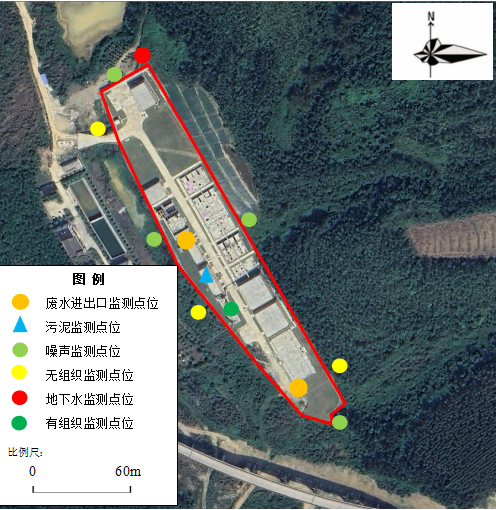 N
图 例
废水进出口监测点位
污泥监测点位
噪声监测点位
无组织监测点位
地下水监测点位
有组织监测点位
比例尺：
0 60m